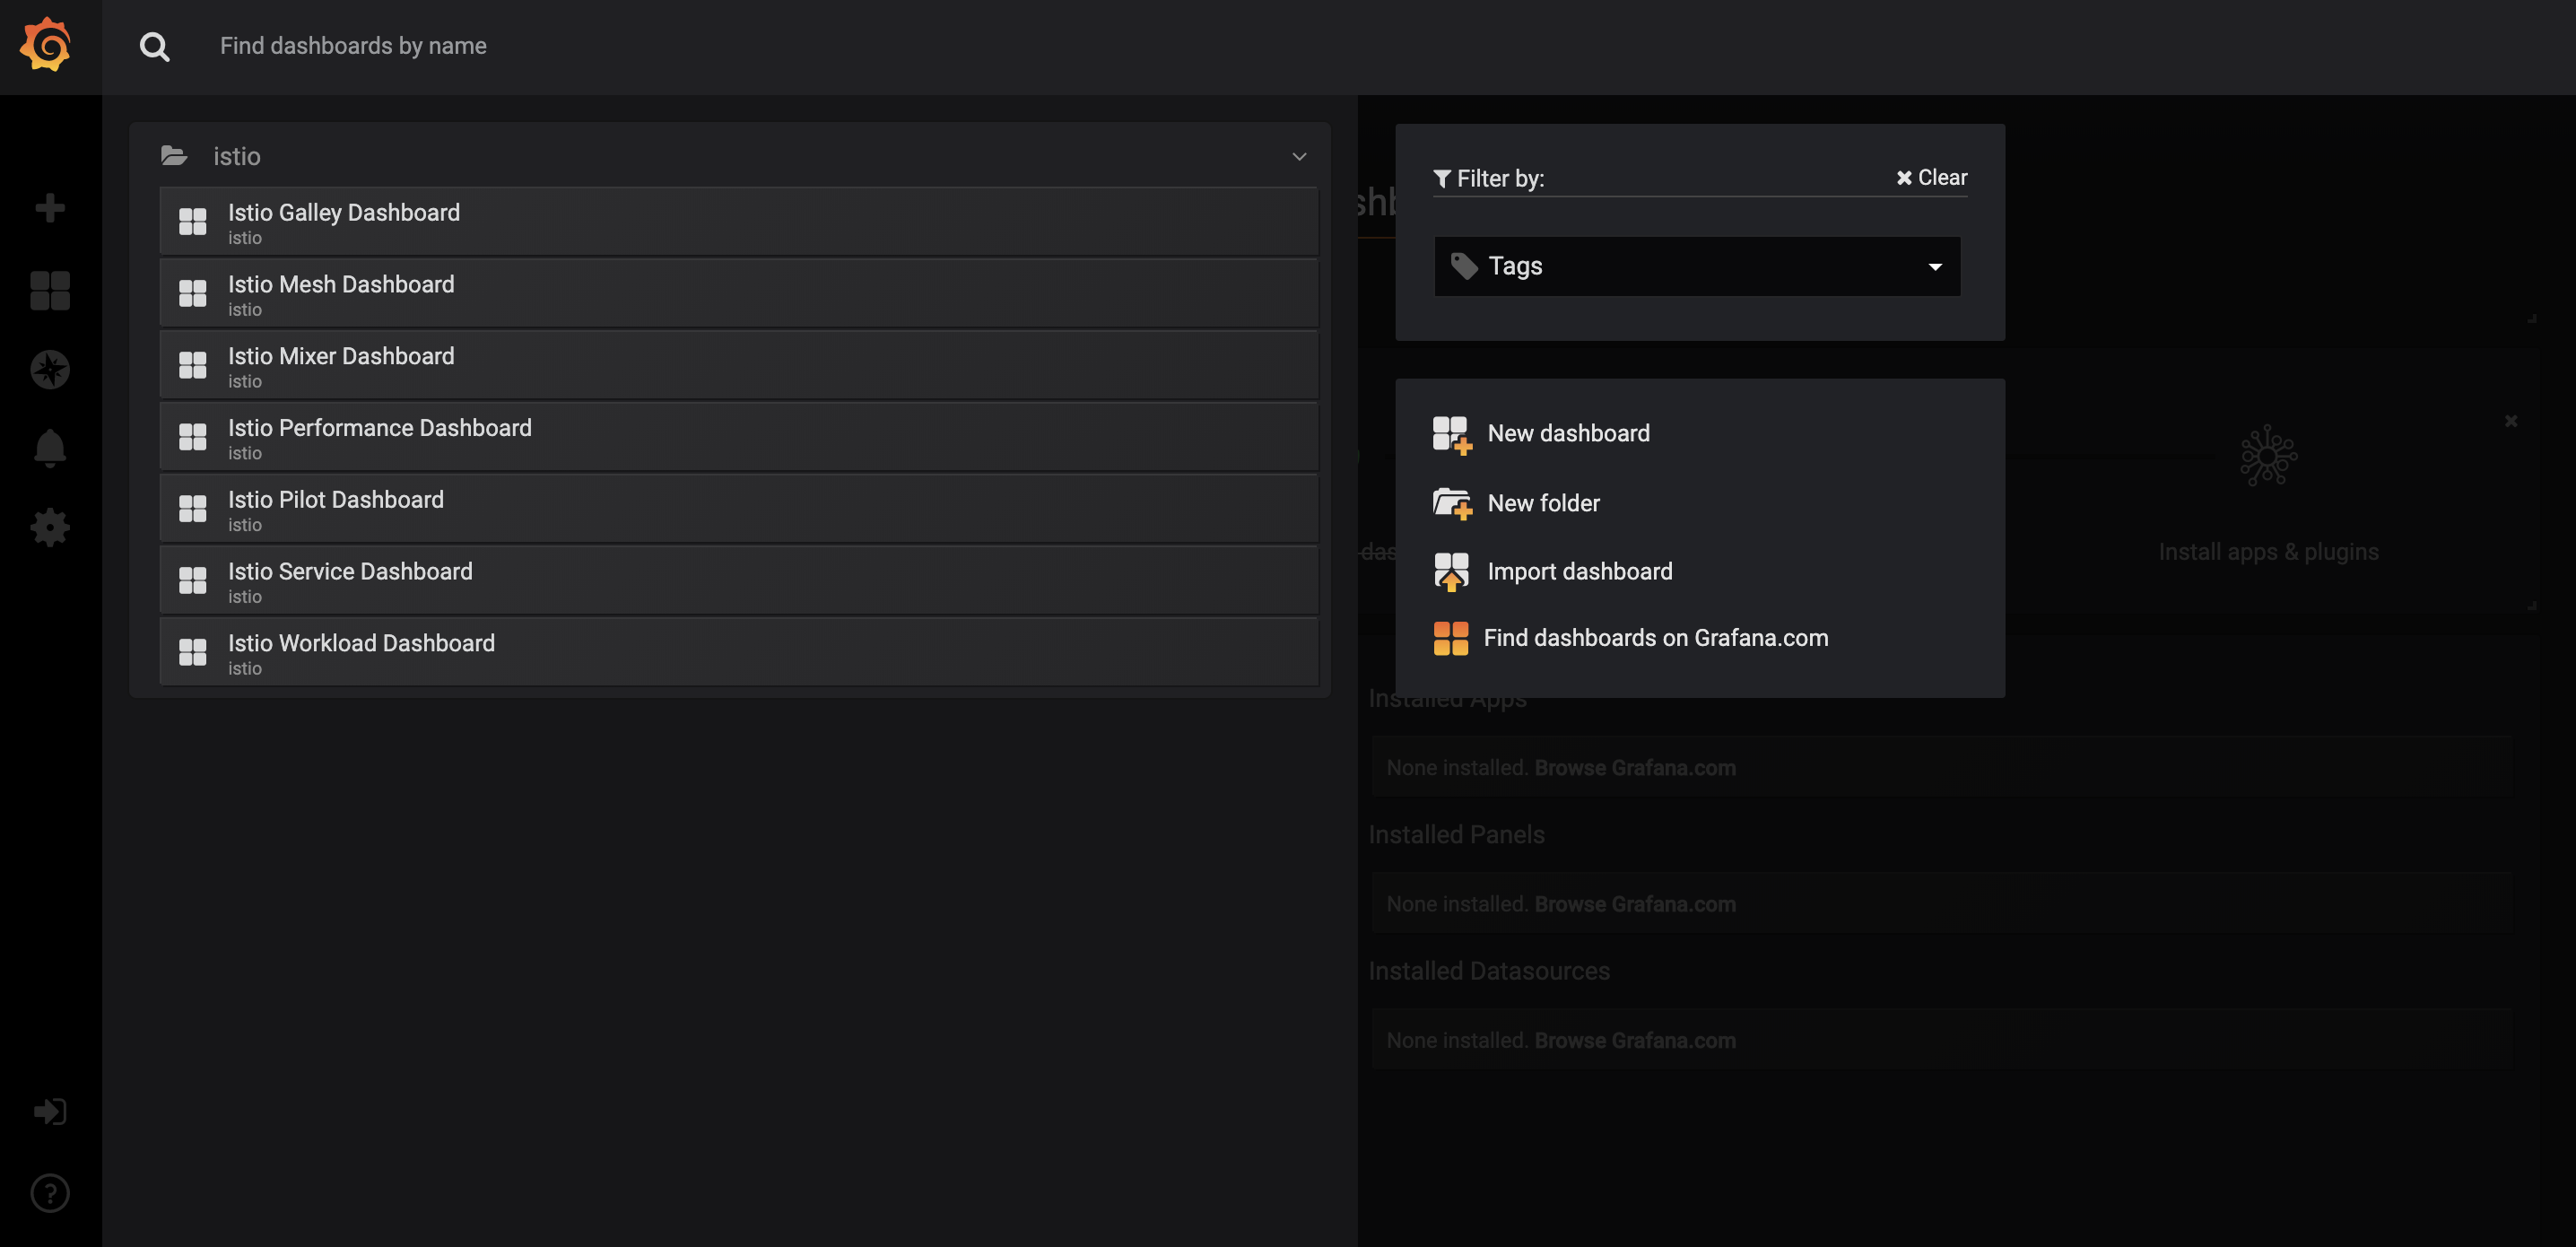 Find dashboards by name
istio
Istio Galley Dashboard
istio
Istio Mesh Dashboard
istio
Istio Mixer Dashboard
istio
Istio Performance Dashboard
istio
Istio Pilot Dashboard
istio
Istio Service Dashboard
istio
Istio Workload Dashboard
istio
Filter by:
Clear
Tags
New dashboard
New folder
Import dashboard
Find dashboards on Grafana.com
shb
das
Install apps & plugins
Installed Apps
None installed. Browse Grafana.com
Installed Panels
None installed. Browse Grafana.com
Installed Datasources
None installed. Browse Grafana.com